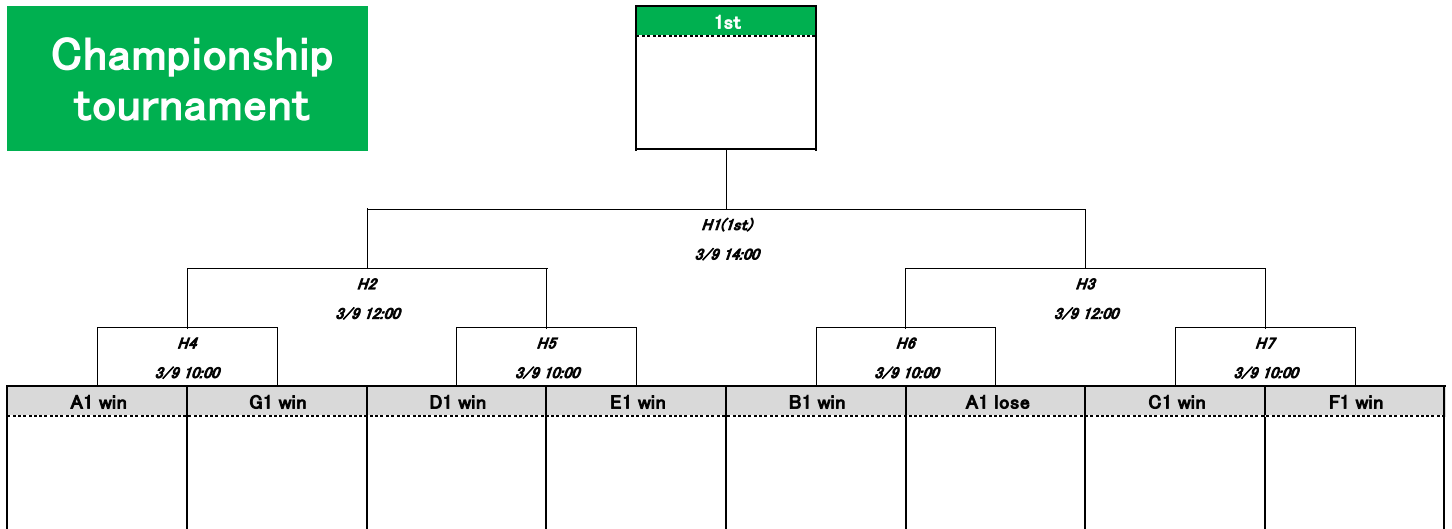 Championship
tournament
1st
H1(1st)
3/9 14:00
H2
H3
3/9 12:00
3/9 12:00
H4
H5
H6
H7
3/9 10:00
3/9 10:00
3/9 10:00
3/9 10:00
A1 win
G1 win
D1 win
E1 win
B1 win
A1 lose
C1 win
F1 win